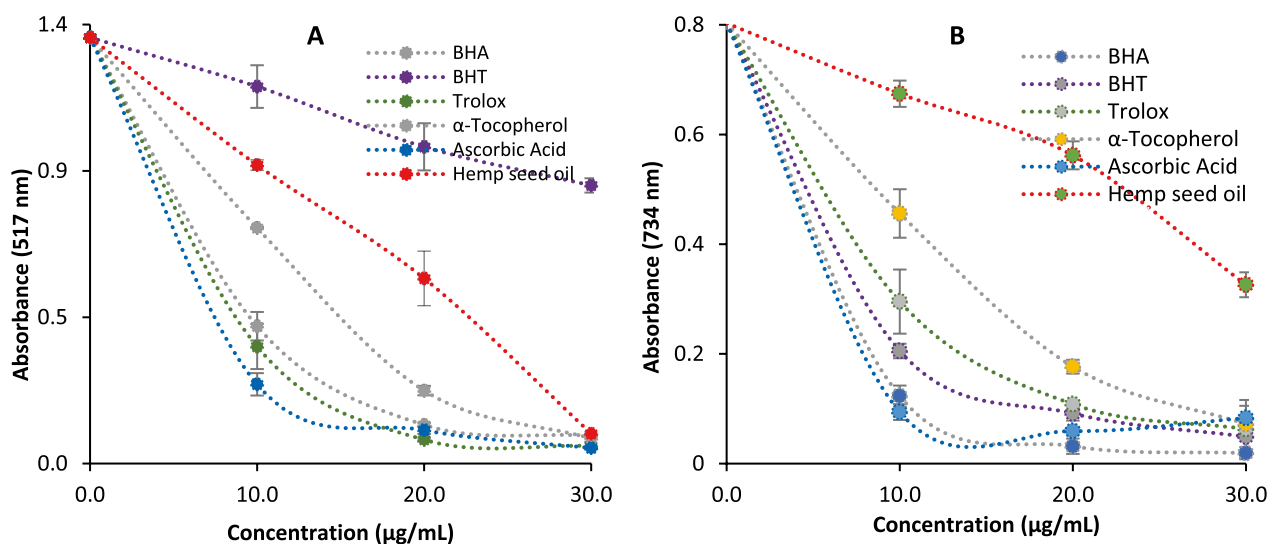 A
1.4
0.9
0.5
0.0
Absorbance (517 nm)
BHA
BHT
Trolox
α-Tocopherol
Ascorbic Acid
Hemp seed oil
0.0 10.0 20.0 30.0
Concentration (µg/mL)
B
0.8
0.6
0.4
0.2
0
Absorbance (734 nm)
BHA
BHT
Trolox
α-Tocopherol
Ascorbic Acid
Hemp seed oil
0.0 10.0 20.0 30.0
Concentration (µg/mL)